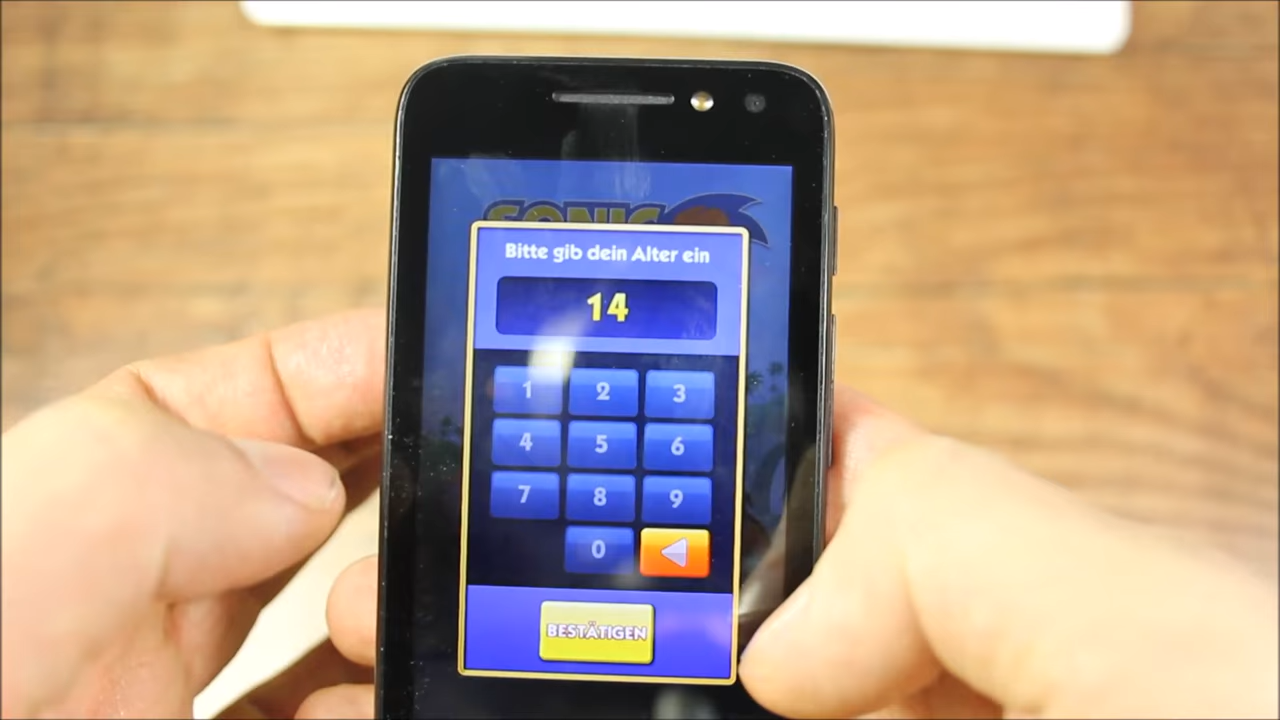 SONIC
Bitte gib dein Alter ein
14
1 2 3
4 5 6
7 8 9
0
BESTÄTIGEN